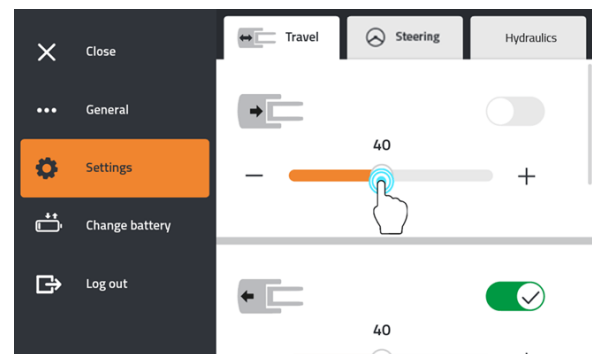 Close
Travel
Steering
Hydraulics
General
40
Settings
Change battery
Log out
40